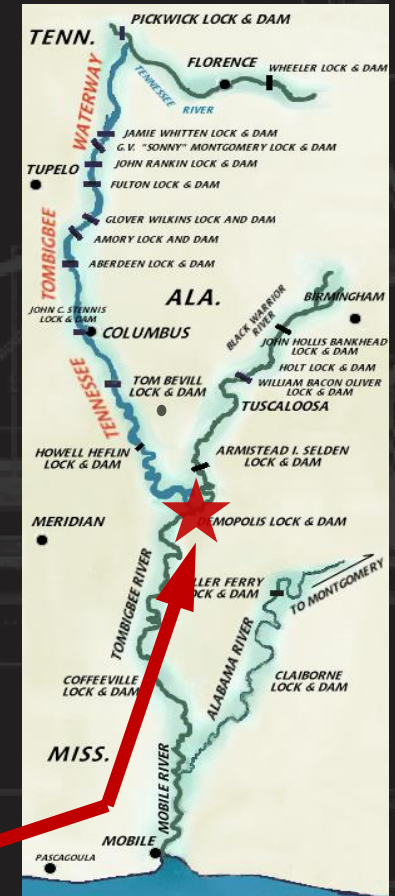 PICKWICK LOCK & DAM
TENN.
FLORENCE
WHEELER LOCK & DAM
TENNESSEE
RIVER
WATERWAY
JAMIE WHITTEN LOCK & DAM
G.V. "SONNY" MONTGOMERY LOCK & DAM
JOHN RANKIN LOCK & DAM
TUPELO
FULTON LOCK & DAM
GLOVER WILKINS LOCK AND DAM
AMORY LOCK AND DAM
TOMBIGBEE
ABERDEEN LOCK & DAM
ALA.
BIRMINGHAM
BLACK WARRIOR
RIVER
JOHN C. STENNIS
LOCK & DAM
COLUMBUS
JOHN HOLLIS BANKHEAD
LOCK & DAM
HOLT LOCK & DAM
TENNESSEE
TOM BEVILL
LOCK & DAM
WILLIAM BACON OLIVER
LOCK & DAM
TUSCALOOSA
HOWELL HEFLIN
LOCK & DAM
ARMISTEAD I. SELDEN
LOCK & DAM
MERIDIAN
DEMOPOLIS LOCK & DAM
TOMBIGBEE RIVER
LLER FERRY
LOCK & DAM
TO MONTGOMERY
ALABAMA RIVER
COFFEEVILLE
LOCK & DAM
CLAIBORNE
LOCK & DAM
MISS.
MOBILE RIVER
MOBILE
PASCAGOULA